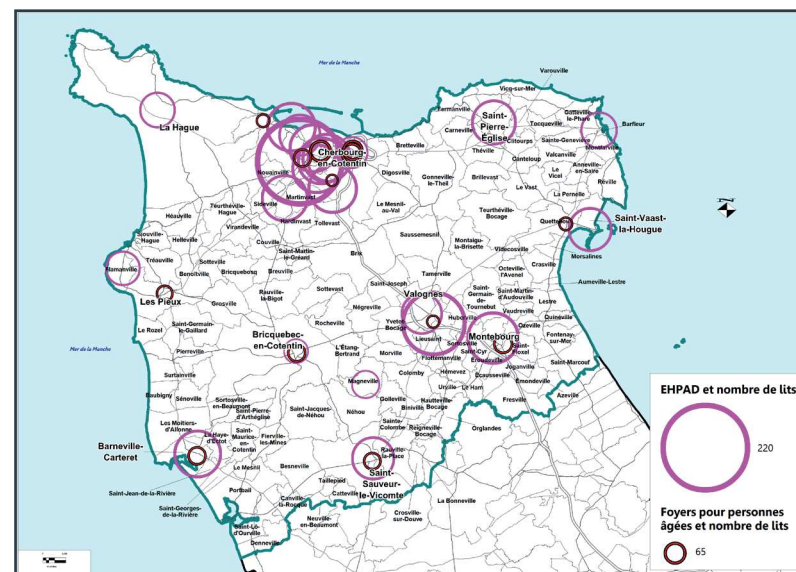 Mer de la Manche
Varouville
Vicq-sur-Mer
Fermanville
Gatteville-
le-Phare
Saint-
Pierre-
Église
Tocqueville
Barfleur
La Hague
Carneville
Clitourps
Sainte-Geneviève
Montfarville
Cherbourg-
en-Cotentin
Bretteville
Théville
Valcanville
Canteloup
Anneville-
en-Saire
Nouainville
Digosville
Gonneville-
le-Theil
Brillevast
Le
Vicel
Réville
Martinvast
Le Vast
La Pernelle
Sideville
Le Mesnil-
au-Val
Teurthéville-
Hague
Hardinvast
Tollevast
Teurthéville-
Bocage
Quettehou
Saint-Vaast-
la-Hougue
Héauville
Virandeville
Siouville-
Hague
Helleville
Couville
Saussemesnil
Montaigu-
la-Brisette
Videcosville
Morsalines
Saint-Martin-
le-Gréard
Brix
Crasville
Tréauville
Sotteville
Octeville-
l'Avenel
Flamanville
Benoîtville
Bricquebosq
Breuville
Tamerville
Aumeville-Lestre
Saint-Joseph
Saint-
Germain-
de-
Tournebut
Saint-Martin-
d'Audouville
Les Pieux
Grosville
Rauville-
la-Bigot
Sottevast
Valognes
Lestre
Vaudreville
Négreville
Huberville
Quinéville
Le Rozel
Saint-Germain-
le-Gaillard
Rocheville
Yvetot-
Bocage
Ozeville
Fontenay-
sur-Mer
Montebourg
Lieusaint
Sortosville
Saint-
Floxel
Mer de la Manche
Pierreville
Bricquebec-
en-Cotentin
L'Étang-
Bertrand
Morville
Flottemanville
Saint-Cyr
Éroudeville
Saint-Marcouf
Joganville
Surtainville
Colomby
Hémevez
Écausseville
Émondeville
Magneville
Urville
Le Ham
Azeville
Baubigny
Sénoville
Sortosville-
en-Beaumont
Golleville
Hautteville-
Bocage
Fresville
Saint-Pierre-
d'Arthéglise
Saint-Jacques-
de-Néhou
Néhou
Biniville
Les Moitiers-
d'Allonne
Sainte-
Colombe
Reigneville-
Bocage
Orglandes
Barneville-
Carteret
La Haye-
d'Ectot
Saint-
Maurice-
en-
Cotentin
Fierville-
les-Mines
Rauville-
la-Place
Le Mesnil
Besneville
Saint-
Sauveur-
le-Vicomte
Saint-Jean-de-la-Rivière
Portbail
Taillepied
Catteville
La Bonneville
Canville-
la-Rocque
Saint-Georges-
de-la-Rivière
Neuville-
en-Beaumont
Crosville-
sur-Douve
Saint-Lô-
d'Ourville
Denneville
EHPAD et nombre de lits
220
Foyers pour personnes
âgées et nombre de lits
65